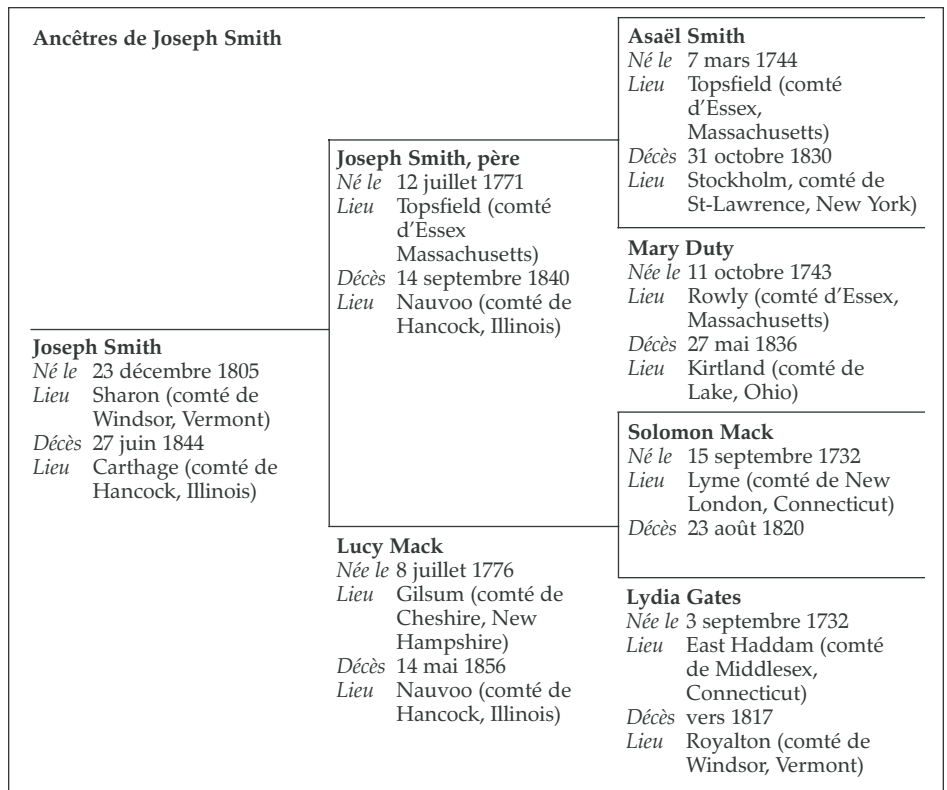 Ancêtres de Joseph Smith
Joseph Smith
Né le 23 décembre 1805
Lieu Sharon (comté de
Windsor, Vermont)
Décès 27 juin 1844
Lieu Carthage (comté de
Hancock, Illinois)
Joseph Smith, père
Né le 12 juillet 1771
Lieu Topsfield (comté
d'Essex
Massachusetts)
Décès 14 septembre 1840
Lieu Nauvoo (comté de
Hancock, Illinois)
Lucy Mack
Née le 8 juillet 1776
Lieu Gilsum (comté de
Cheshire, New
Hampshire)
Décès 14 mai 1856
Lieu Nauvoo (comté de
Hancock, Illinois)
Asaël Smith
Né le 7 mars 1744
Lieu Topsfield (comté
d'Essex,
Massachusetts)
Décès 31 octobre 1830
Lieu Stockholm, comté de
St-Lawrence, New York)
Mary Duty
Née le 11 octobre 1743
Lieu Rowly (comté d'Essex,
Massachusetts)
Décès 27 mai 1836
Lieu Kirtland (comté de
Lake, Ohio)
Solomon Mack
Né le 15 septembre 1732
Lieu Lyme (comté de New
London, Connecticut)
Décès 23 août 1820
Lydia Gates
Née le 3 septembre 1732
Lieu East Haddam (comté
de Middlesex,
Connecticut)
Décès vers 1817
Lieu Royalton (comté de
Windsor, Vermont)